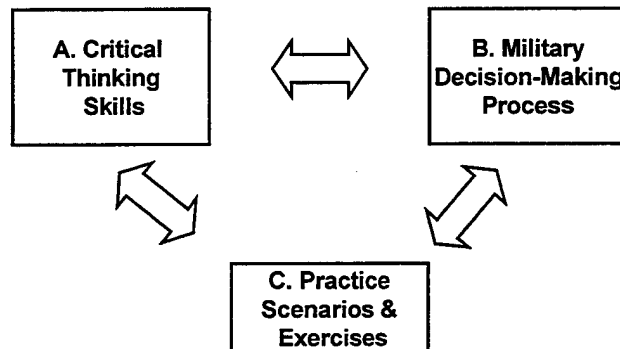 A. Critical
Thinking
Skills
B. Military
Decision-Making
Process
C. Practice
Scenarios &
Exercises